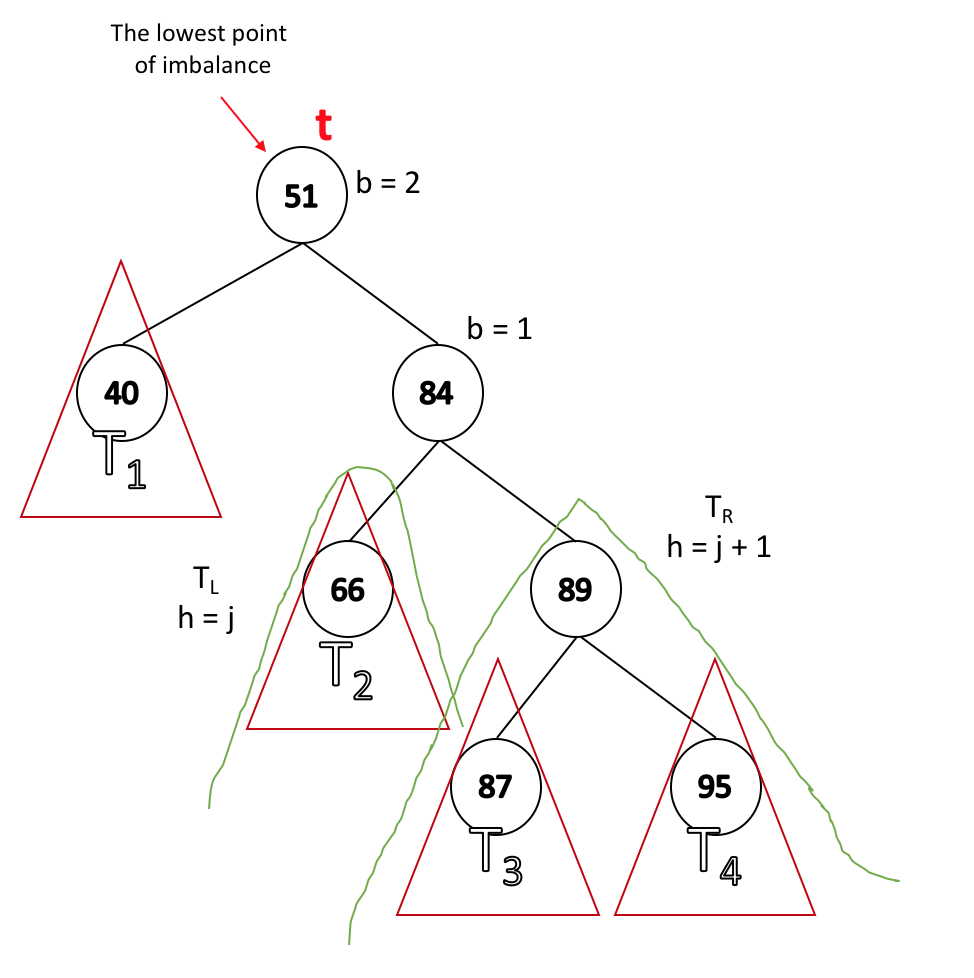 The lowest point
of imbalance
t
51
b = 2
b = 1
40
T1
84
TR
h = j + 1
TL
h = j
66
T2
89
87
T3
95
T4